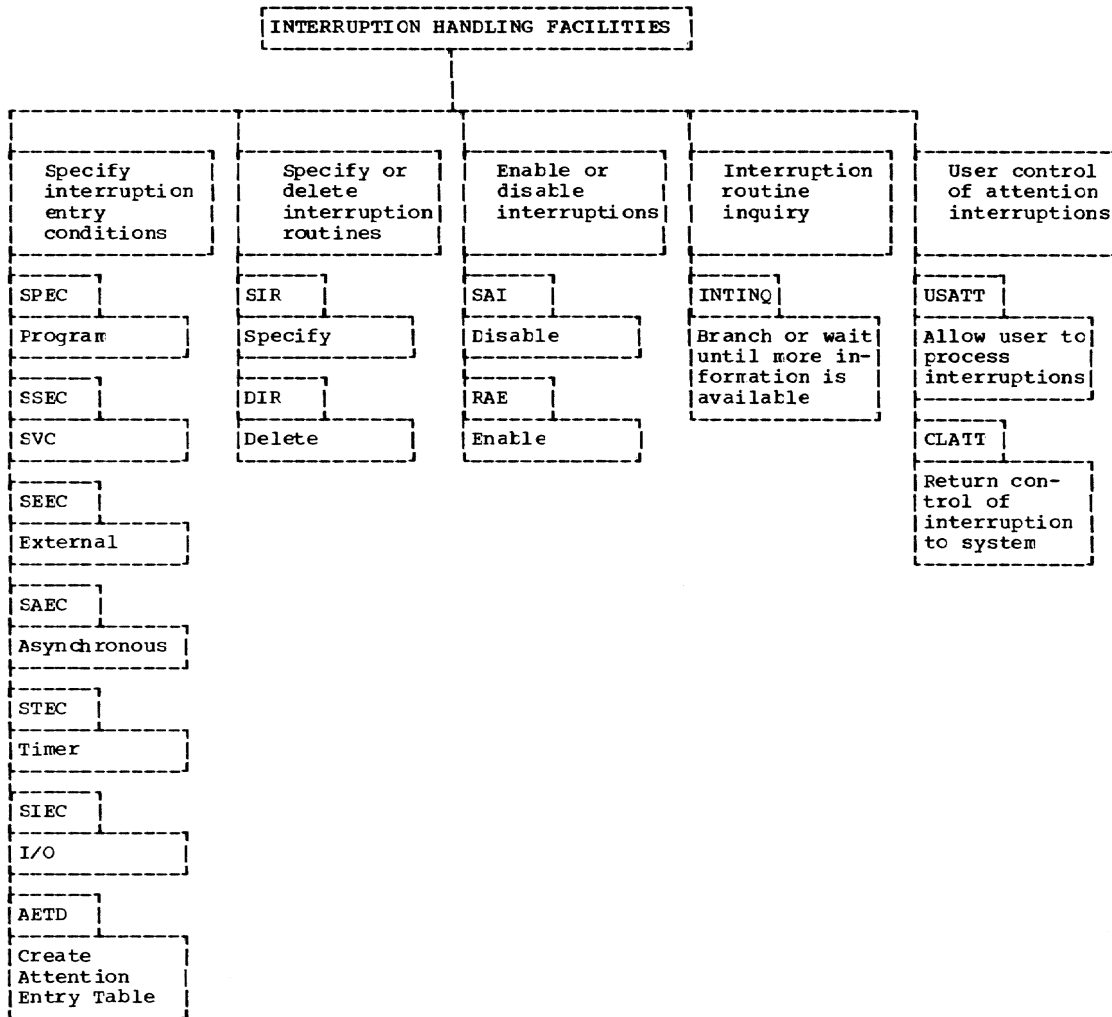 INTERRUPTION HANDLING FACILITIES
Specify
interruption
entry
conditions
SPEC
Program
SSEC
SVC
SEEC
External
SAEC
Asynchronous
STEC
Timer
SIEC
I/O
AETD
Create
Attention
Entry Table
Specify or
delete
interruption
routines
SIR
Specify
DIR
Delete
Enable or
disable
interruptions
SAI
Disable
RAE
Enable
Interruption
routine
inquiry
INTINQ
Branch or wait
until more in-
formation is
available
User control
of attention
interruptions
USATT
Allow user to
process
interruptions
CLATT
Return con-
trol of
interruption
to system